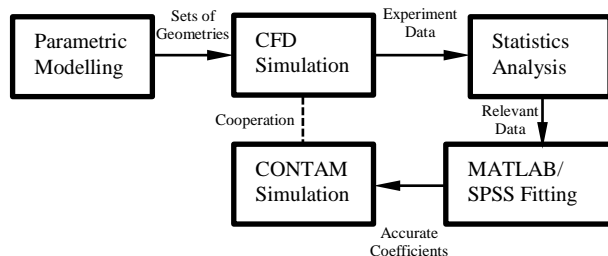 Parametric
Modelling
Sets of
Geometries
CFD
Simulation
Experiment
Data
Statistics
Analysis
Relevant
Data
MATLAB/
SPSS Fitting
Accurate
Coefficients
CONTAM
Simulation
Cooperation